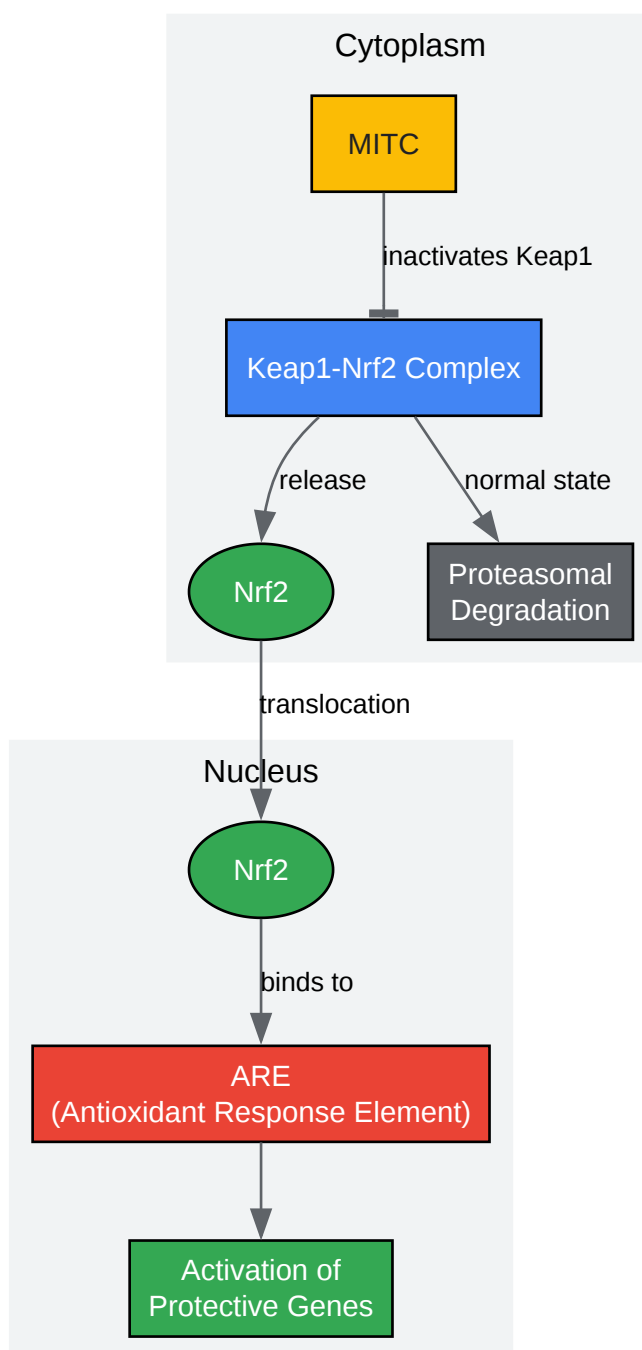 Cytoplasm
MITC
inactivates Keap1
Keap1-Nrf2 Complex
release
normal state
Nrf2
Proteasomal
Degradation
translocation
Nucleus
Nrf2
binds to
ARE
(Antioxidant Response Element)
Activation of
Protective Genes